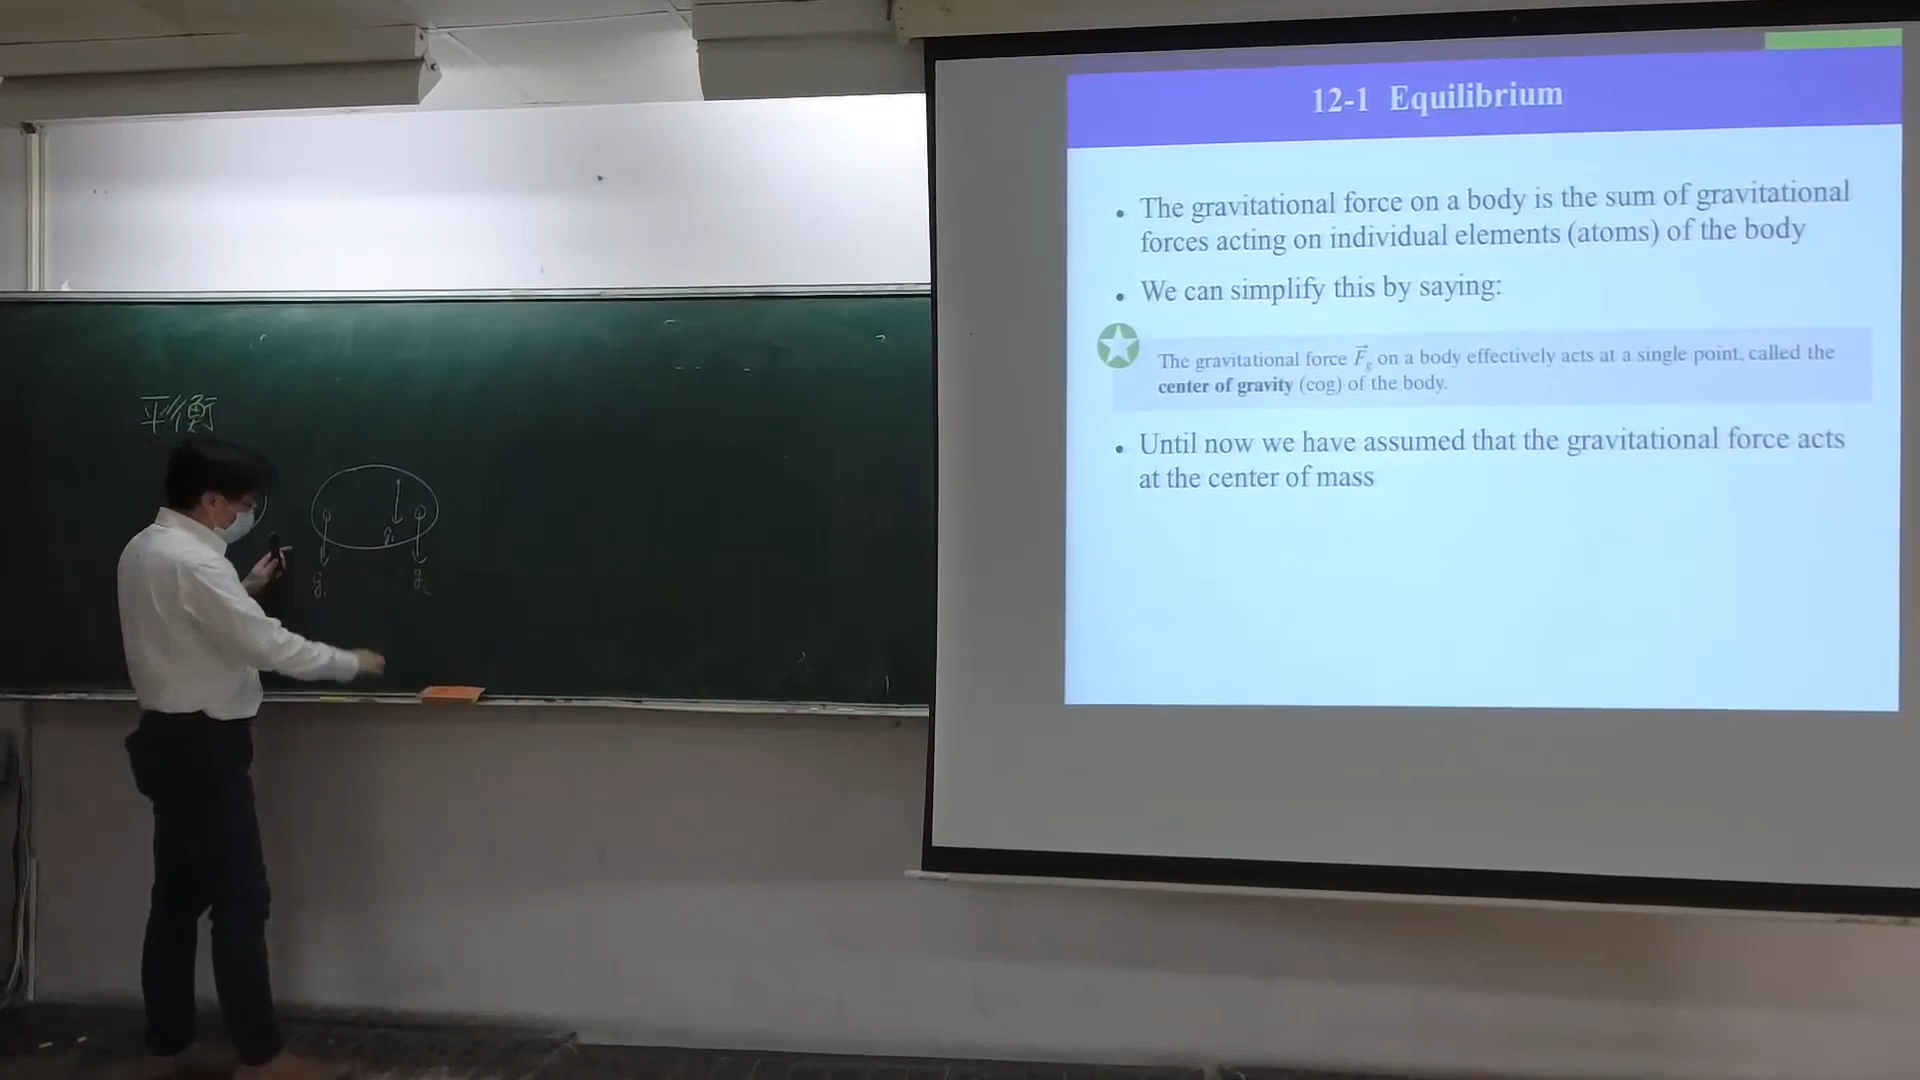 平衡
g₁
gᵢ
g₂
12-1 Equilibrium
• The gravitational force on a body is the sum of gravitational
forces acting on individual elements (atoms) of the body
• We can simplify this by saying:
The gravitational force F⃗g on a body effectively acts at a single point, called the
center of gravity (cog) of the body.
• Until now we have assumed that the gravitational force acts
at the center of mass